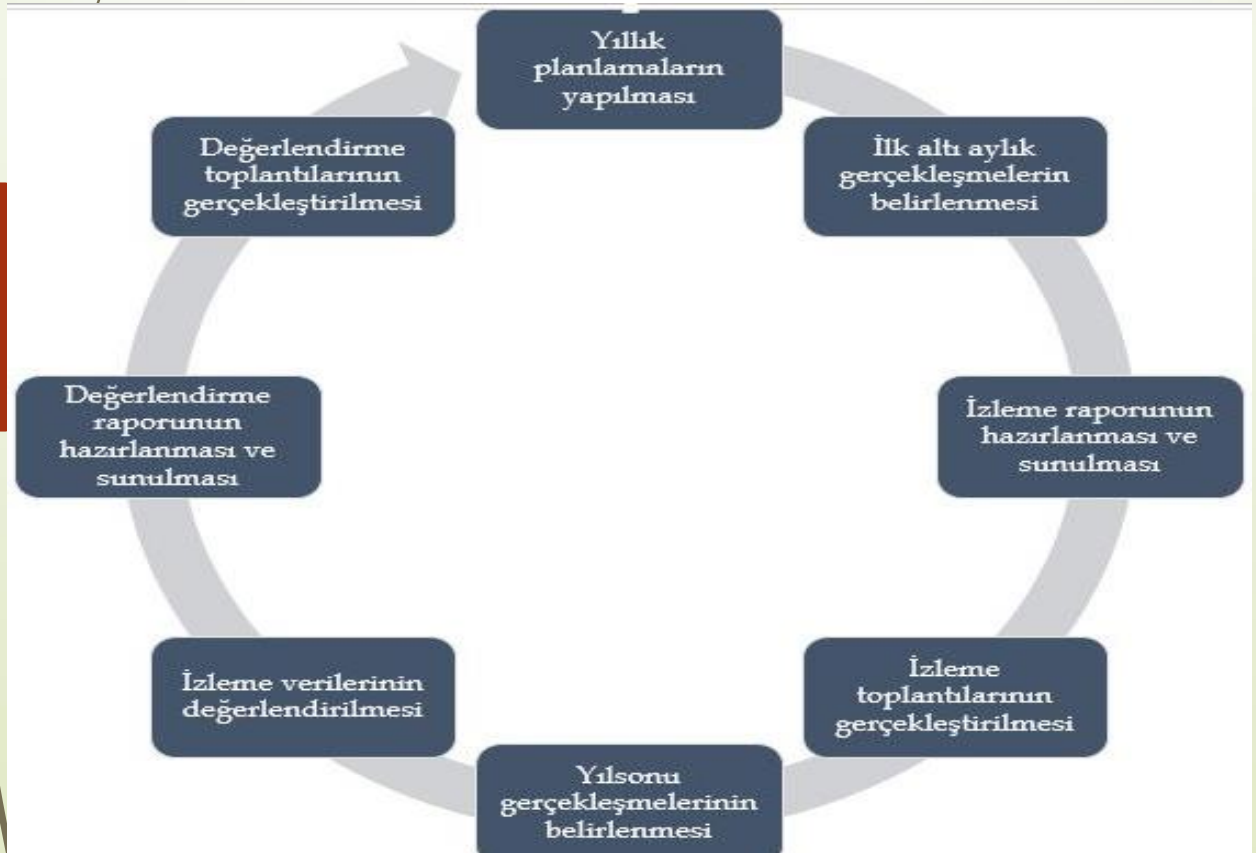 Yıllık
planlamaların
yapılması
İlk altı aylık
gerçekleşmelerin
belirlenmesi
İzleme raporunun
hazırlanması ve
sunulması
İzleme
toplantılarının
gerçekleştirilmesi
Yılsonu
gerçekleşmelerinin
belirlenmesi
İzleme verilerinin
değerlendirilmesi
Değerlendirme
raporunun
hazırlanması ve
sunulması
Değerlendirme
toplantılarının
gerçekleştirilmesi